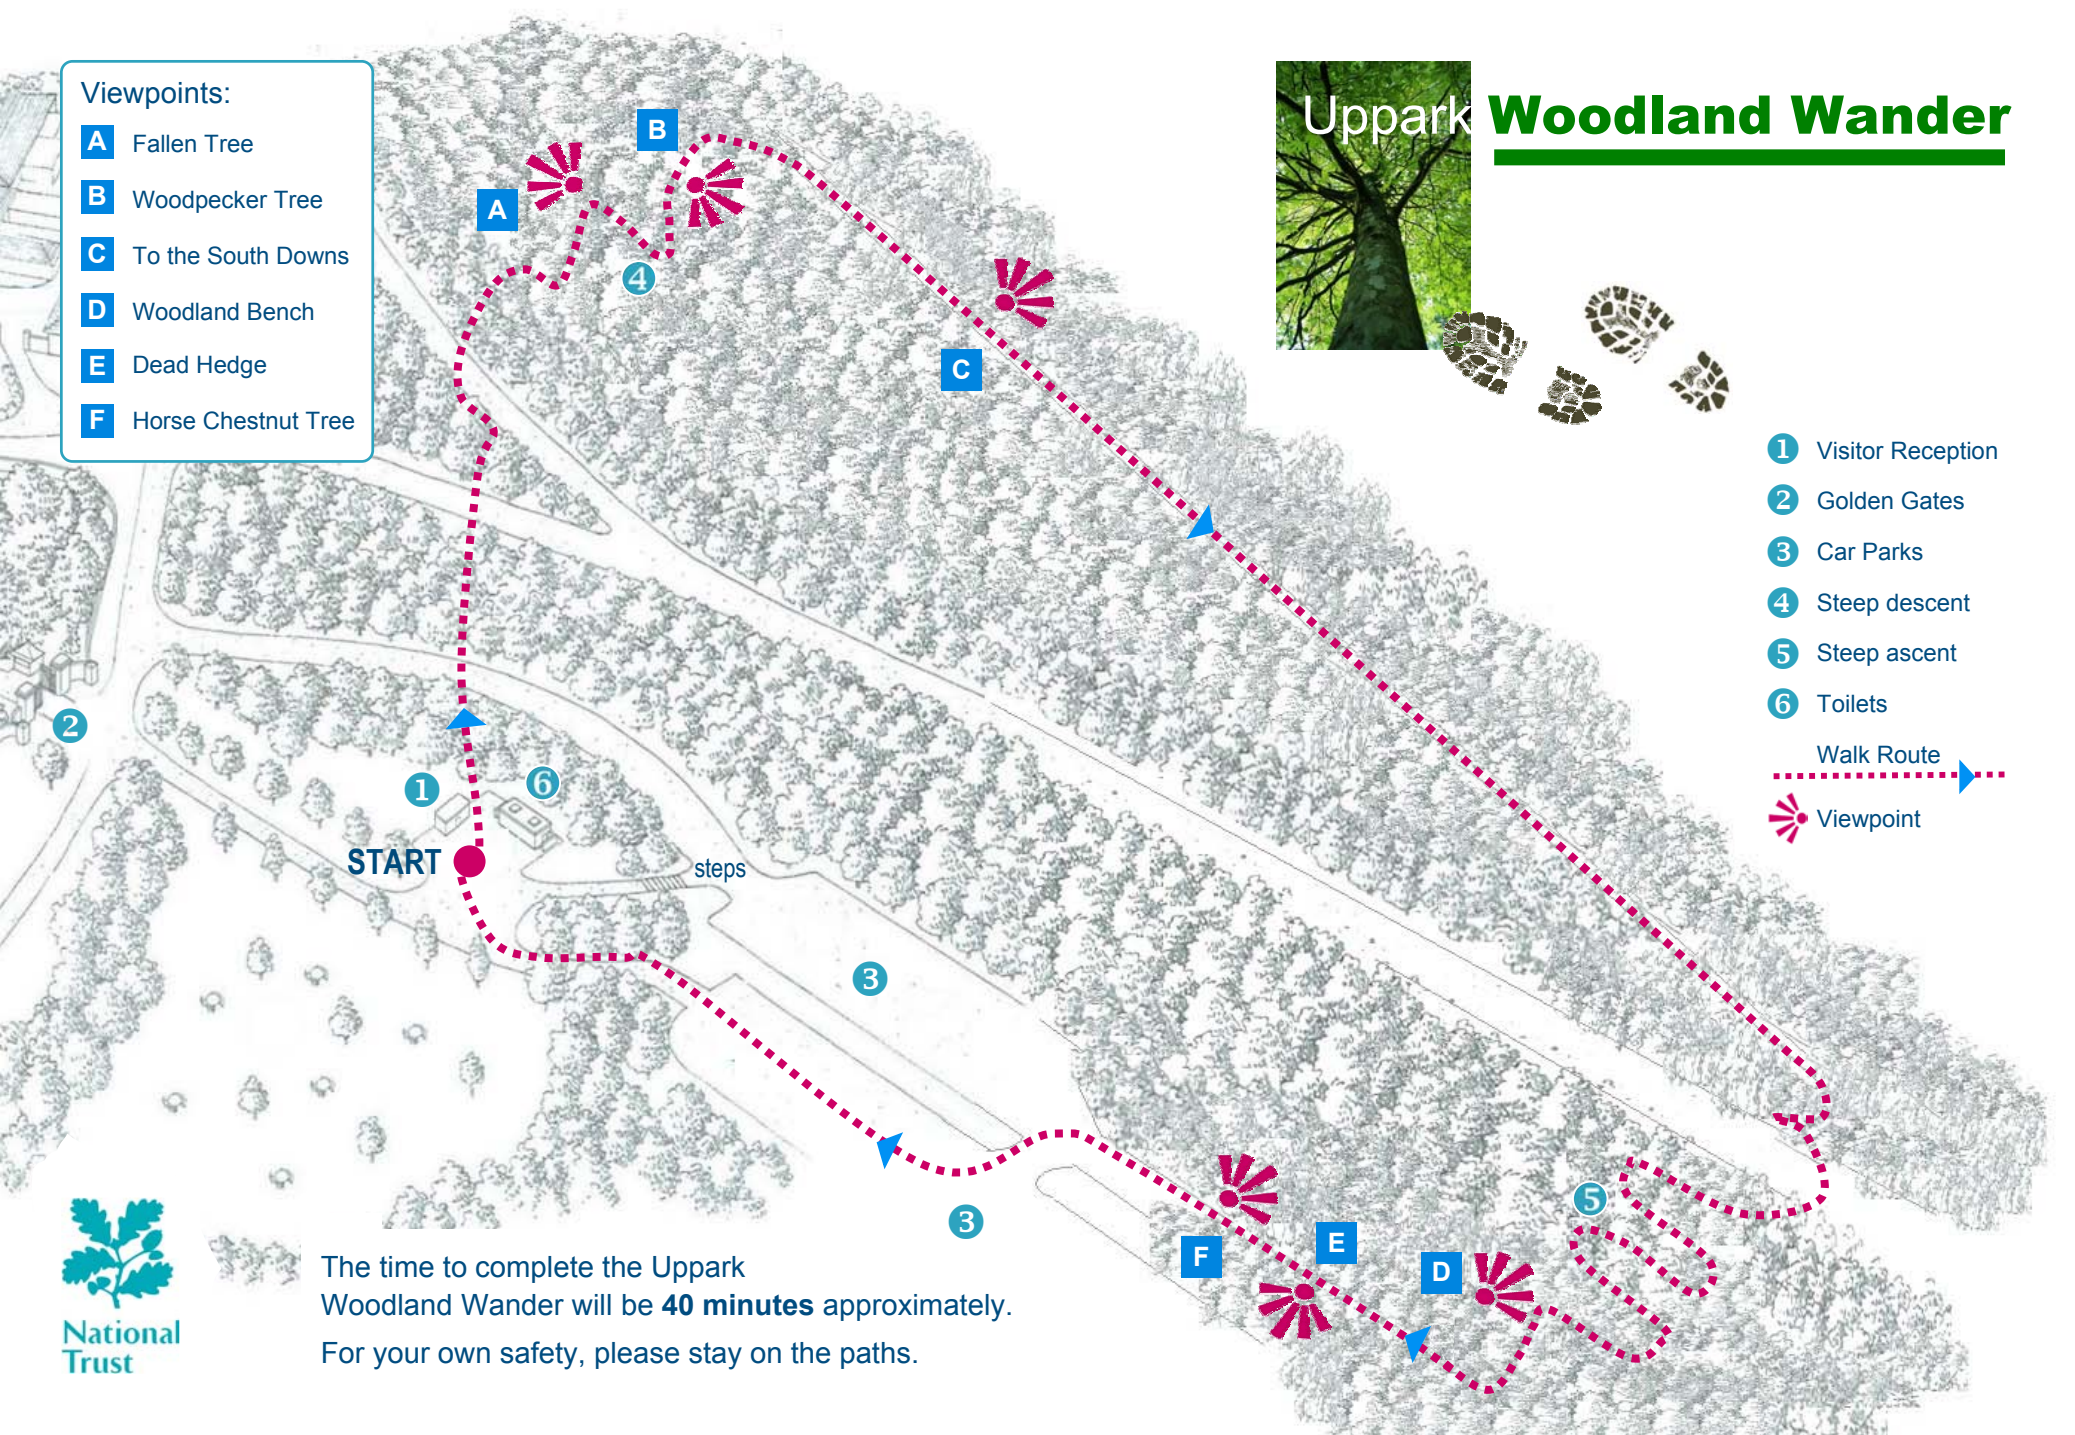 Viewpoints:
A Fallen Tree
B Woodpecker Tree
C To the South Downs
D Woodland Bench
E Dead Hedge
F Horse Chestnut Tree
Uppark Woodland Wander
1 Visitor Reception
2 Golden Gates
3 Car Parks
4 Steep descent
5 Steep ascent
6 Toilets
Walk Route
Viewpoint
B
A
4
C
2
1
6
START
steps
3
5
3
F
E
D
The time to complete the Uppark
Woodland Wander will be 40 minutes approximately.
For your own safety, please stay on the paths.
National
Trust